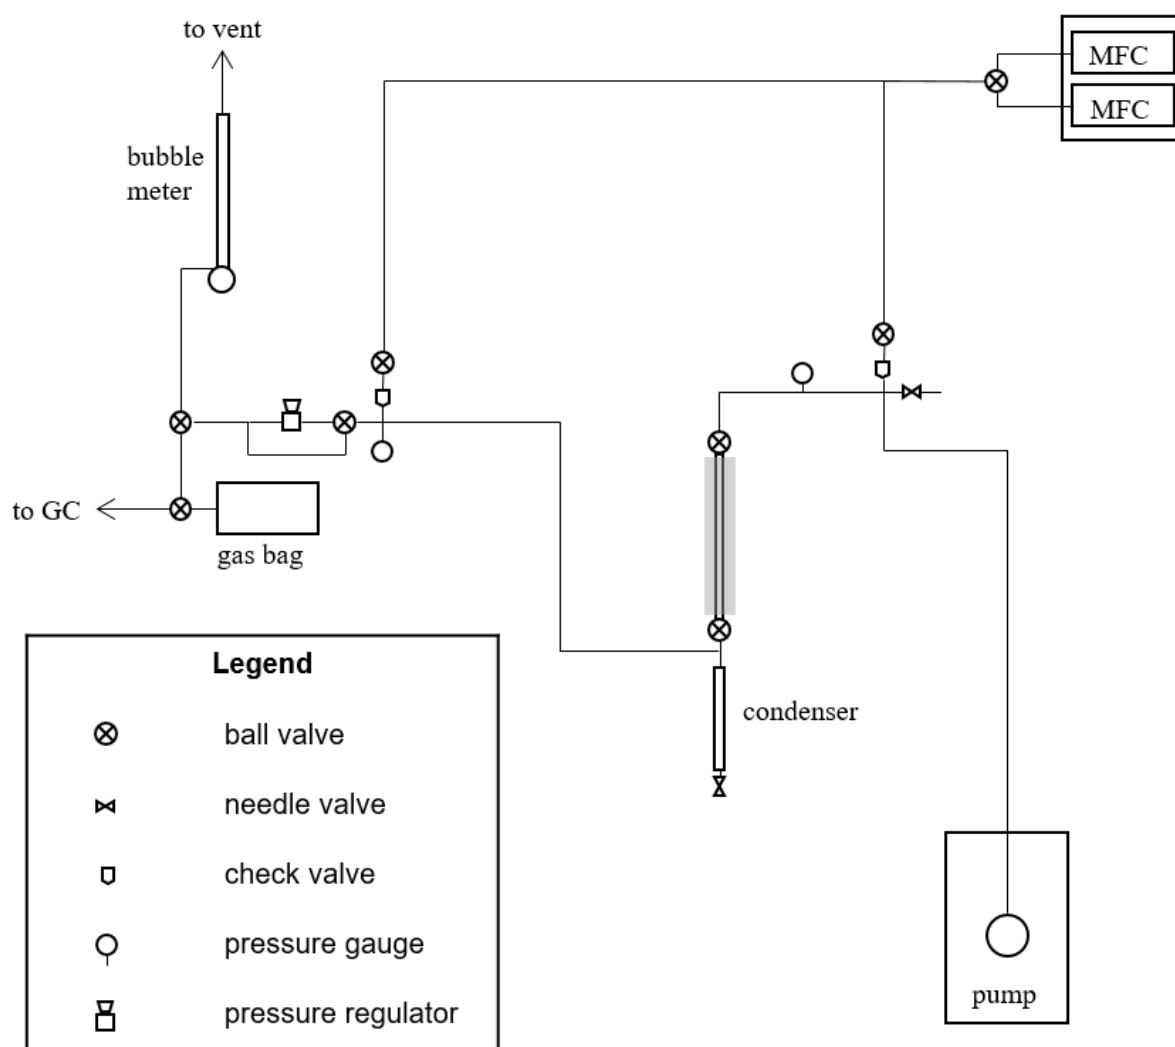 to vent
MFC
MFC
bubble
meter
to GC
gas bag
Legend
ball valve
needle valve
check valve
pressure gauge
pressure regulator
condenser
pump